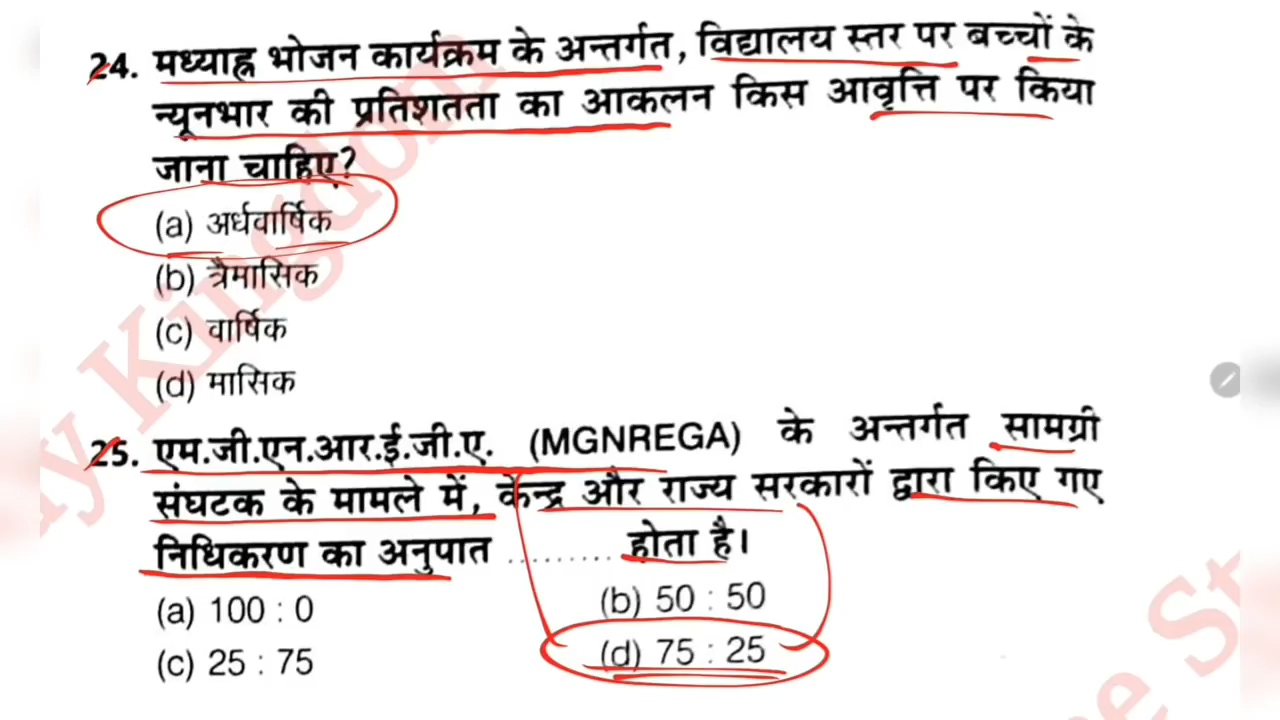 24. मध्याह्न भोजन कार्यक्रम के अन्तर्गत, विद्यालय स्तर पर बच्चों के
न्यूनभार की प्रतिशतता का आकलन किस आवृत्ति पर किया
जाना चाहिए?
(a) अर्धवार्षिक
(b) त्रैमासिक
(c) वार्षिक
(d) मासिक
25. एम.जी.एन.आर.ई.जी.ए. (MGNREGA) के अन्तर्गत सामग्री
संघटक के मामले में, केन्द्र और राज्य सरकारों द्वारा किए गए
निधिकरण का अनुपात .......... होता है।
(a) 100 : 0 (b) 50 : 50
(c) 25 : 75 (d) 75 : 25